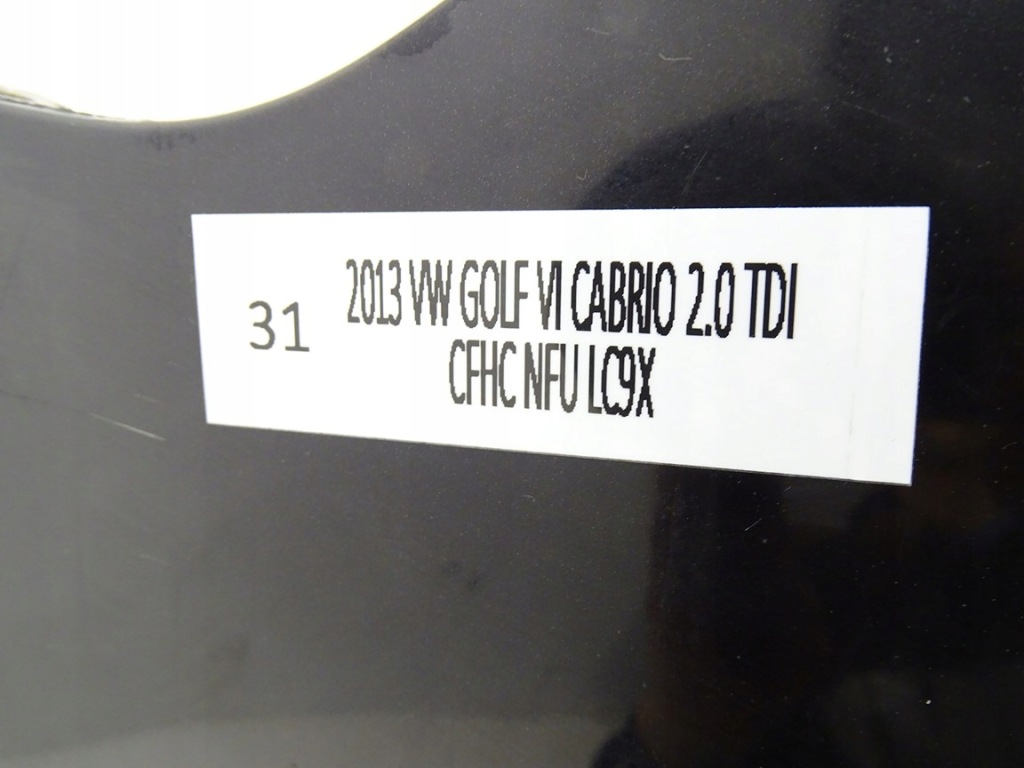 31
2013 VW GOLF VI CABRIO 2.0 TDI
CFHC NFU LC9X